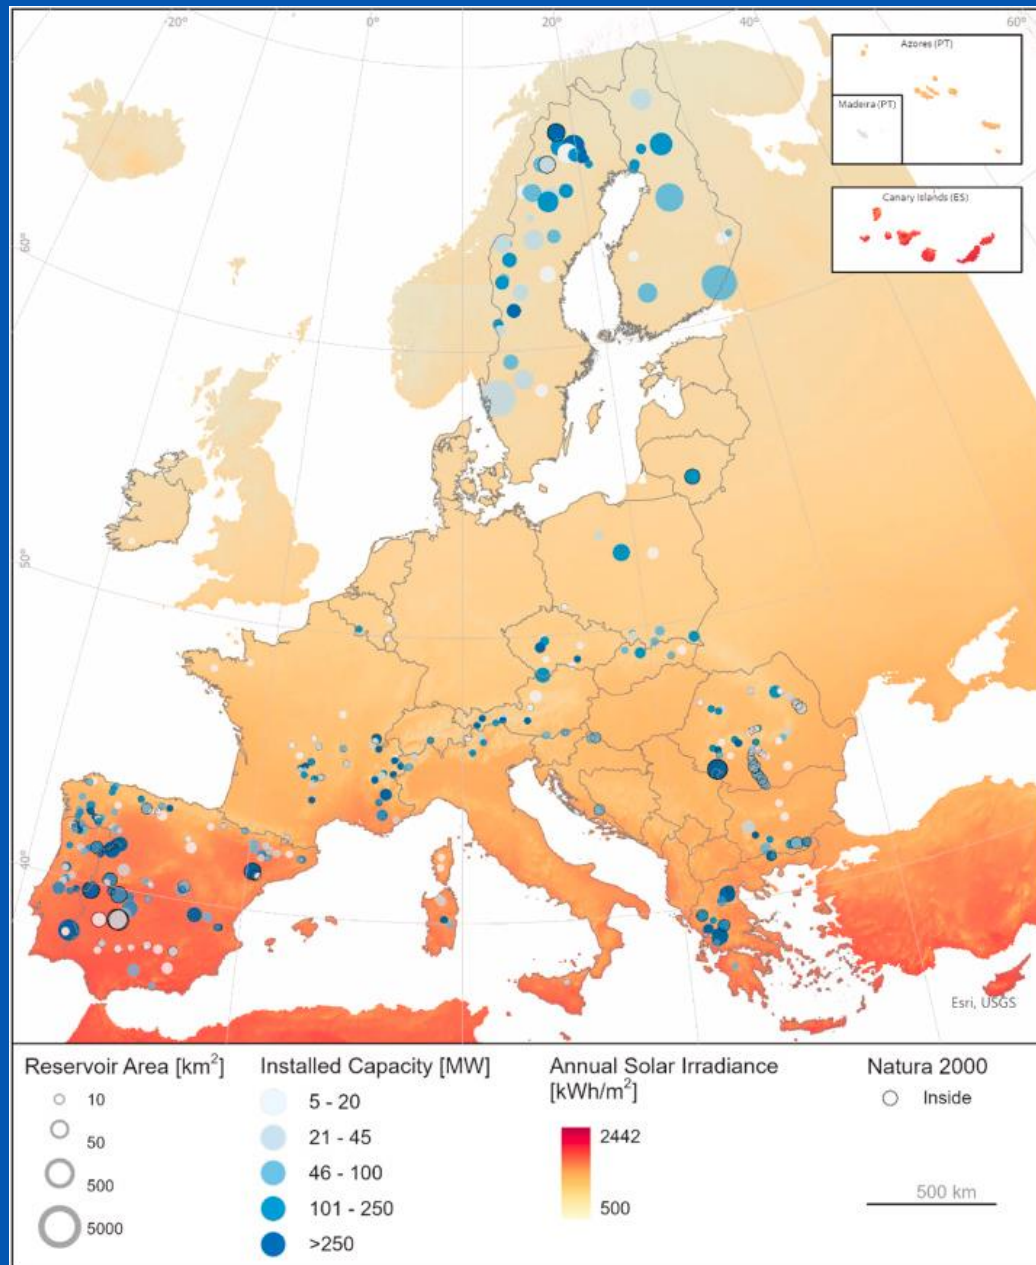 -20°
0°
20°
40°
60°
Azores (PT)
Madeira (PT)
Canary Islands (ES)
60°
50°
40°
Esri, USGS
Reservoir Area [km²]
10
50
500
5000
Installed Capacity [MW]
5 - 20
21 - 45
46 - 100
101 - 250
>250
Annual Solar Irradiance
[kWh/m²]
2442
500
Natura 2000
Inside
500 km